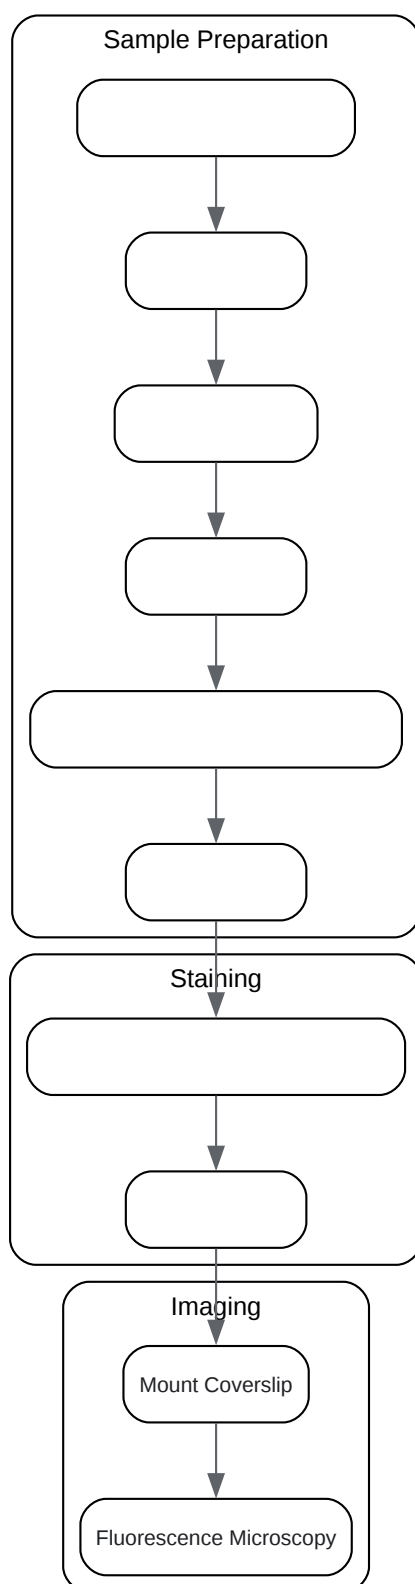 Sample Preparation
Staining
Imaging
Mount Coverslip
Fluorescence Microscopy